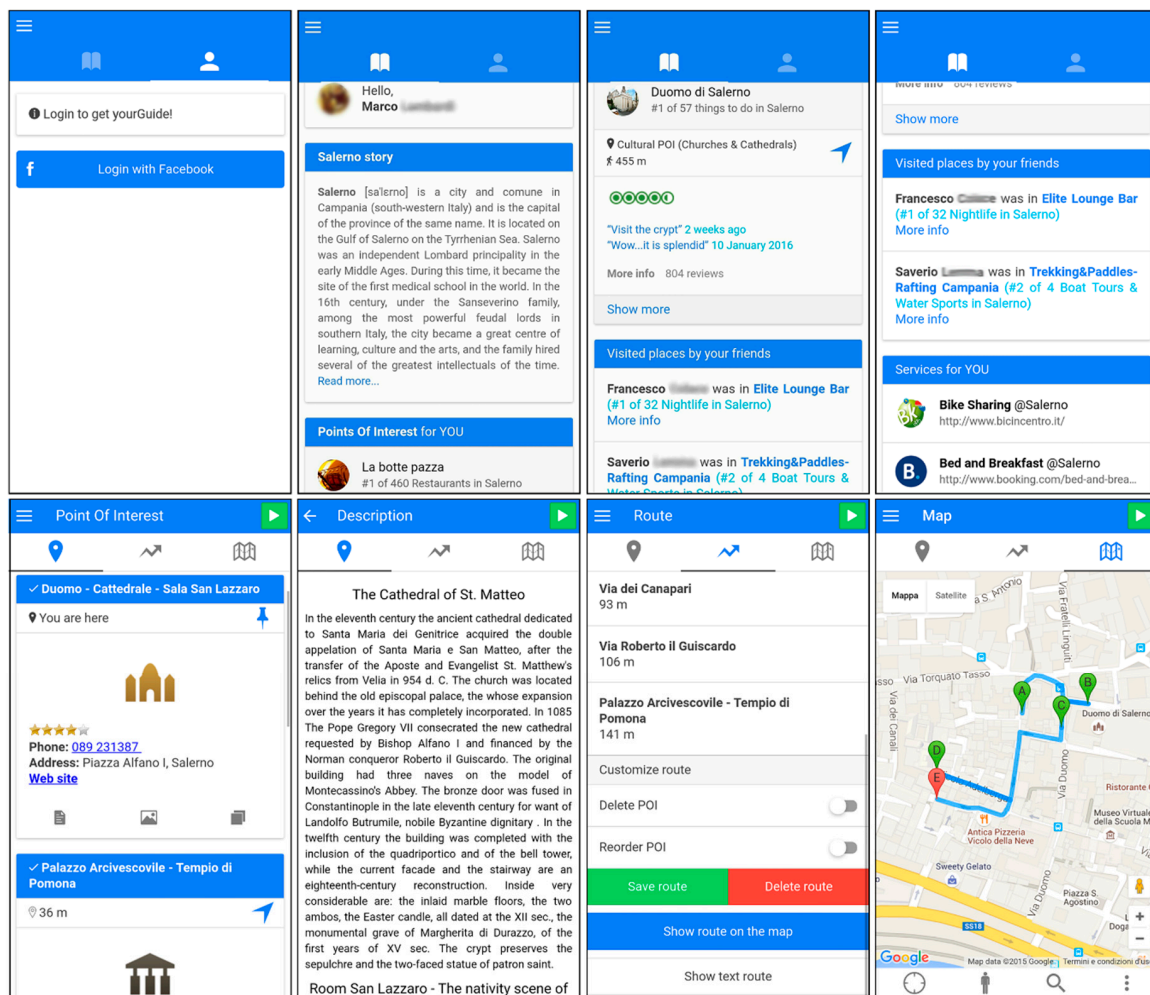 Login to get yourGuide!
f
Login with Facebook
Hello,
Marco
Salerno story
Salerno [sa'lɛrno] is a city and comune in
Campania (south-western Italy) and is the capital
of the province of the same name. It is located on
the Gulf of Salerno on the Tyrrhenian Sea. Salerno
was an independent Lombard principality in the
early Middle Ages. During this time, it became the
site of the first medical school in the world. In the
16th century, under the Sanseverino family,
among the most powerful feudal lords in
southern Italy, the city became a great centre of
learning, culture and the arts, and the family hired
several of the greatest intellectuals of the time.
Read more...
Points Of Interest for YOU
La botte pazza
#1 of 460 Restaurants in Salerno
Duomo di Salerno
#1 of 57 things to do in Salerno
Cultural POI (Churches & Cathedrals)
455 m
"Visit the crypt" 2 weeks ago
"Wow...it is splendid" 10 January 2016
More info 804 reviews
Show more
Visited places by your friends
Francesco was in Elite Lounge Bar
(#1 of 32 Nightlife in Salerno)
More info
Saverio was in Trekking&Paddles-
Rafting Campania (#2 of 4 Boat Tours &
Water Sports in Salerno)
More info 804 reviews
Show more
Visited places by your friends
Francesco was in Elite Lounge Bar
(#1 of 32 Nightlife in Salerno)
More info
Saverio was in Trekking&Paddles-
Rafting Campania (#2 of 4 Boat Tours &
Water Sports in Salerno)
More info
Services for YOU
Bike Sharing @Salerno
http://www.bicincentro.it/
B.
Bed and Breakfast @Salerno
http://www.booking.com/bed-and-brea...
Point Of Interest
Duomo - Cattedrale - Sala San Lazzaro
You are here
Phone: 089 231387
Address: Piazza Alfano I, Salerno
Web site
Palazzo Arcivescovile - Tempio di
Pomona
36 m
Description
The Cathedral of St. Matteo
In the eleventh century the ancient cathedral dedicated
to Santa Maria dei Genitrice acquired the double
appelation of Santa Maria e San Matteo, after the
transfer of the Aposte and Evangelist St. Matthew's
relics from Velia in 954 d. C. The church was located
behind the old episcopal palace, the whose expansion
over the years it has completely incorporated. In 1085
The Pope Gregory VII consecrated the new cathedral
requested by Bishop Alfano I and financed by the
Norman conqueror Roberto il Guiscardo. The original
building had three naves on the model of
Montecassino's Abbey. The bronze door was fused in
Constantinople in the late eleventh century for want of
Landolfo Butrumile, nobile Byzantine dignitary . In the
twelfth century the building was completed with the
inclusion of the quadriportico and of the bell tower,
while the current facade and the stairway are an
eighteenth-century reconstruction. Inside very
considerable are: the inlaid marble floors, the two
ambos, the Easter candle, all dated at the XII sec., the
monumental grave of Margherita di Durazzo, of the
first years of XV sec. The crypt preserves the
sepulchre and the two-faced statue of patron saint.
Room San Lazzaro - The nativity scene of
Route
Via dei Canapari
93 m
Via Roberto il Guiscardo
106 m
Palazzo Arcivescovile - Tempio di
Pomona
141 m
Customize route
Delete POI
Reorder POI
Save route
Delete route
Show route on the map
Show text route
Map
Mappa
Satellite
a S. Antonio
Via Fratelli Linguiti
Via Torquato Tasso
Via dei Canali
A
B
C
D
E
Duomo di Salerno
Via Duomo
Ristorante
Museo Virtuale
della Scuola M
Antica Pizzeria
Vicolo della Neve
Sweety Gelato
Via Duomo
Piazza S.
Agostino
SS18
Doga
+
−
Google
Map data ©2015 Google
Termini e condizioni d'uso